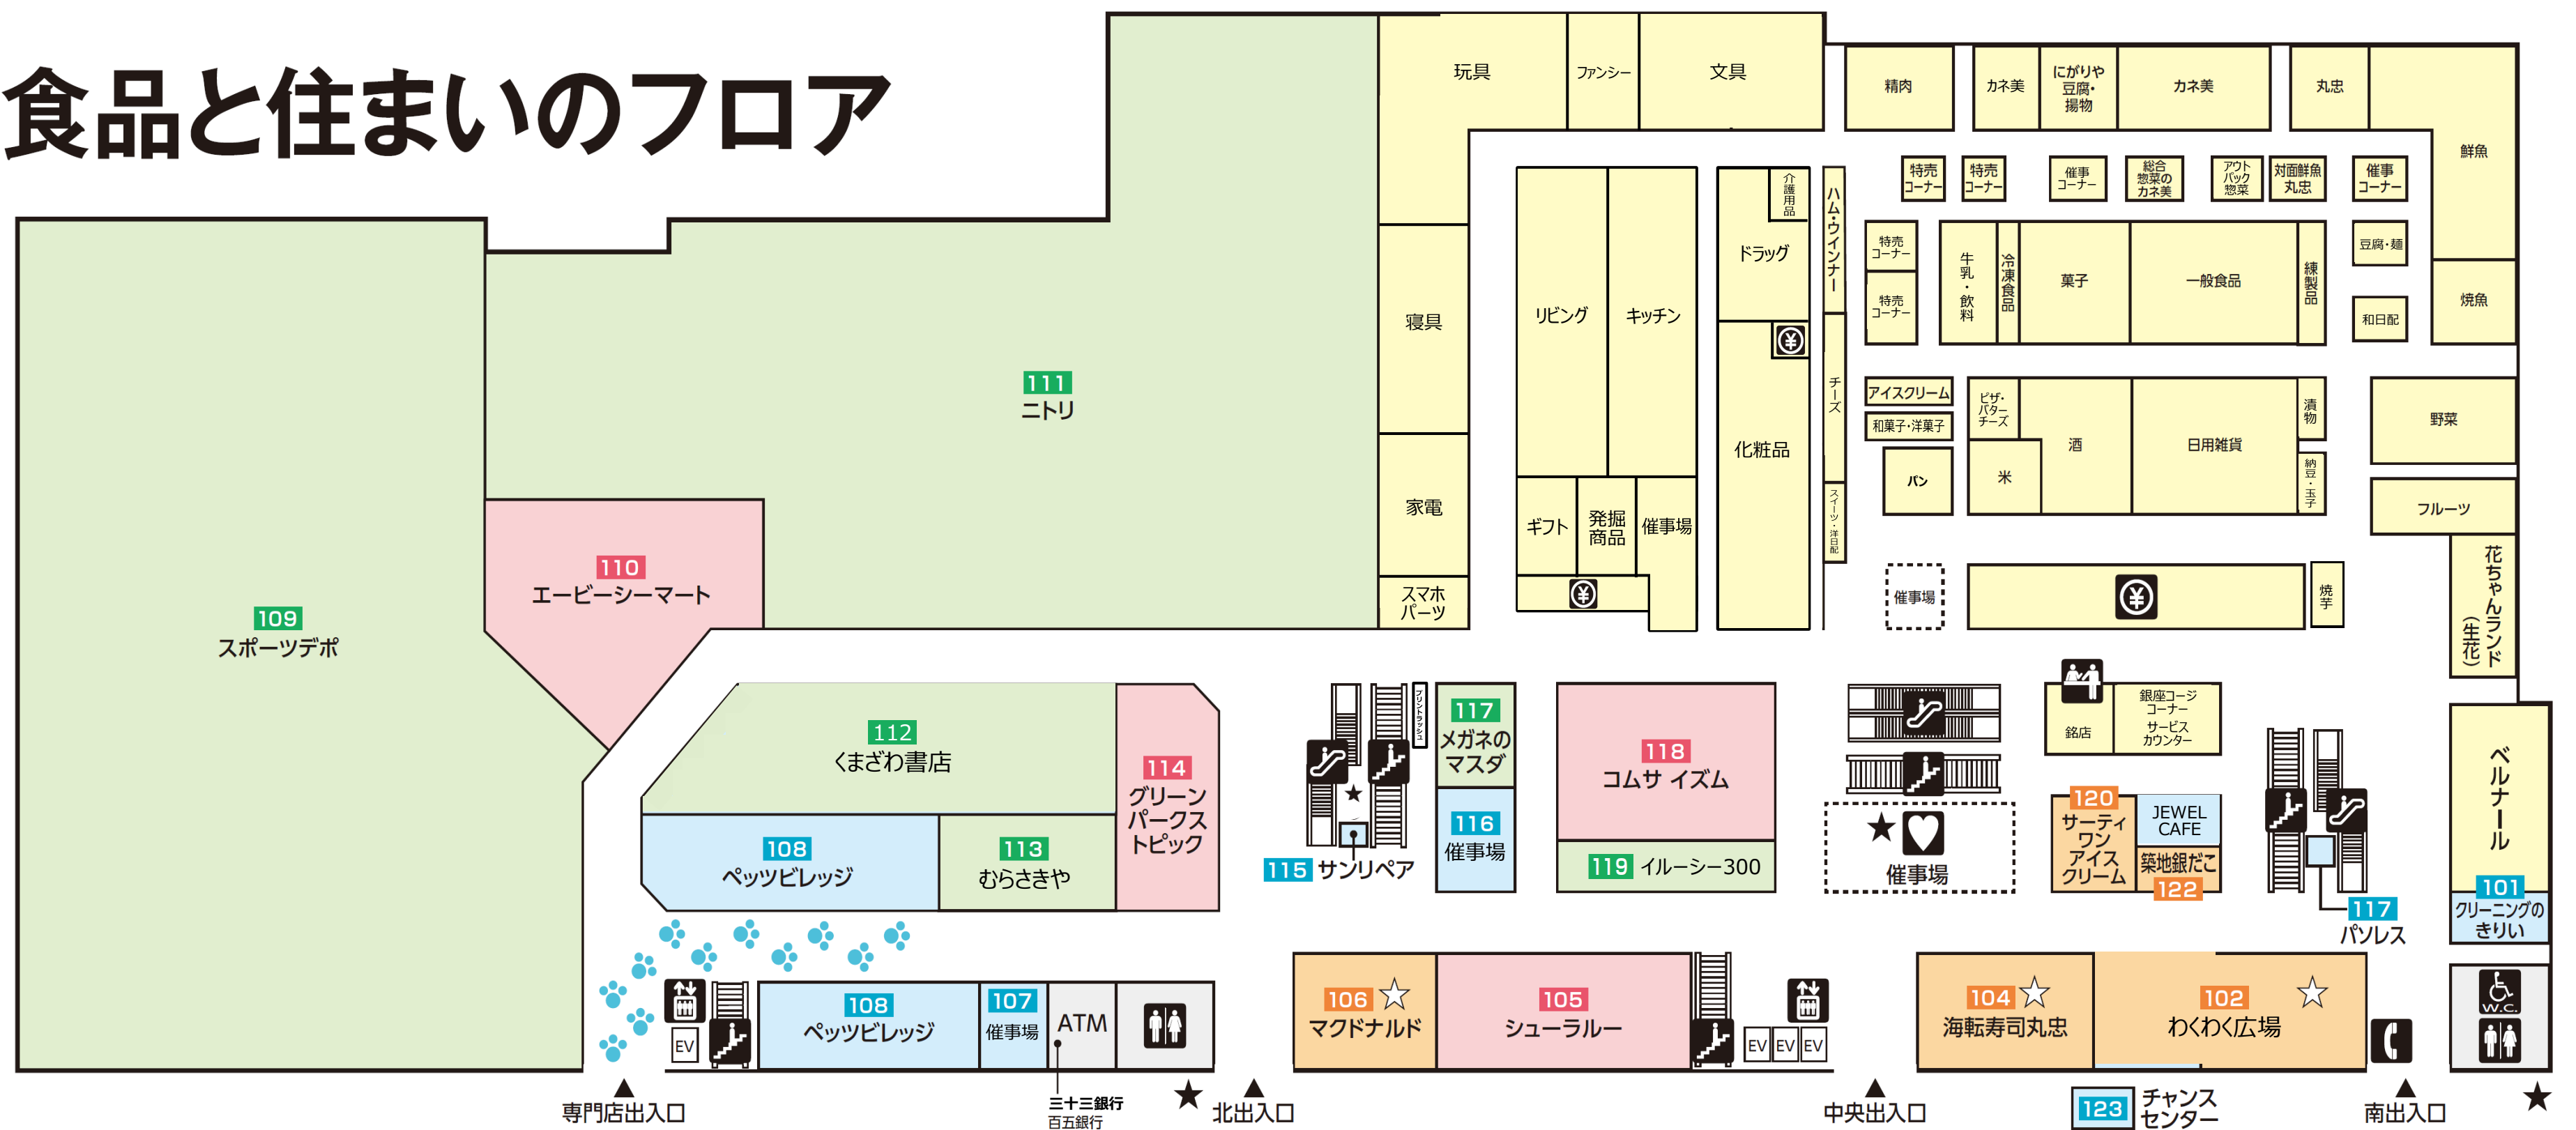 食品と住まいのフロア
玩具
ファンシー
文具
精肉
カネ美
にがりや
豆腐・
揚物
カネ美
丸忠
鮮魚
介護用品
ハム・ウインナー
特売
コーナー
特売
コーナー
催事
コーナー
総合
惣菜の
カネ美
アウト
パック
惣菜
対面鮮魚
丸忠
催事
コーナー
ドラッグ
特売
コーナー
特売
コーナー
牛乳・飲料
冷凍食品
菓子
一般食品
練製品
豆腐・麺
和日配
焼魚
リビング
キッチン
寝具
チーズ
111
ニトリ
アイスクリーム
和菓子・洋菓子
パン
ピザ・
バター
チーズ
米
酒
日用雑貨
漬物
納豆・玉子
野菜
フルーツ
化粧品
家電
ギフト
発掘
商品
催事場
スイーツ・洋日配
スマホ
パーツ
催事場
焼芋
花ちゃんランド
(生花)
110
エービーシーマート
109
スポーツデポ
112
くまざわ書店
114
グリーン
パークス
トピック
プリントラッシュ
117
メガネの
マスダ
118
コムサ イズム
銘店
銀座コージ
コーナー
サービス
カウンター
ベルナール
108
ペッツビレッジ
113
むらさきや
115 サンリペア
116
催事場
119 イルーシー300
催事場
120
サーティ
ワン
アイス
クリーム
JEWEL
CAFE
築地銀だこ
122
117
パソレス
101
クリーニングの
きりい
EV
108
ペッツビレッジ
107
催事場
ATM
106
マクドナルド
105
シューラルー
EV EV EV
104
海転寿司丸忠
102
わくわく広場
W.C.
専門店出入口
三十三銀行
百五銀行
北出入口
中央出入口
123
チャンス
センター
南出入口